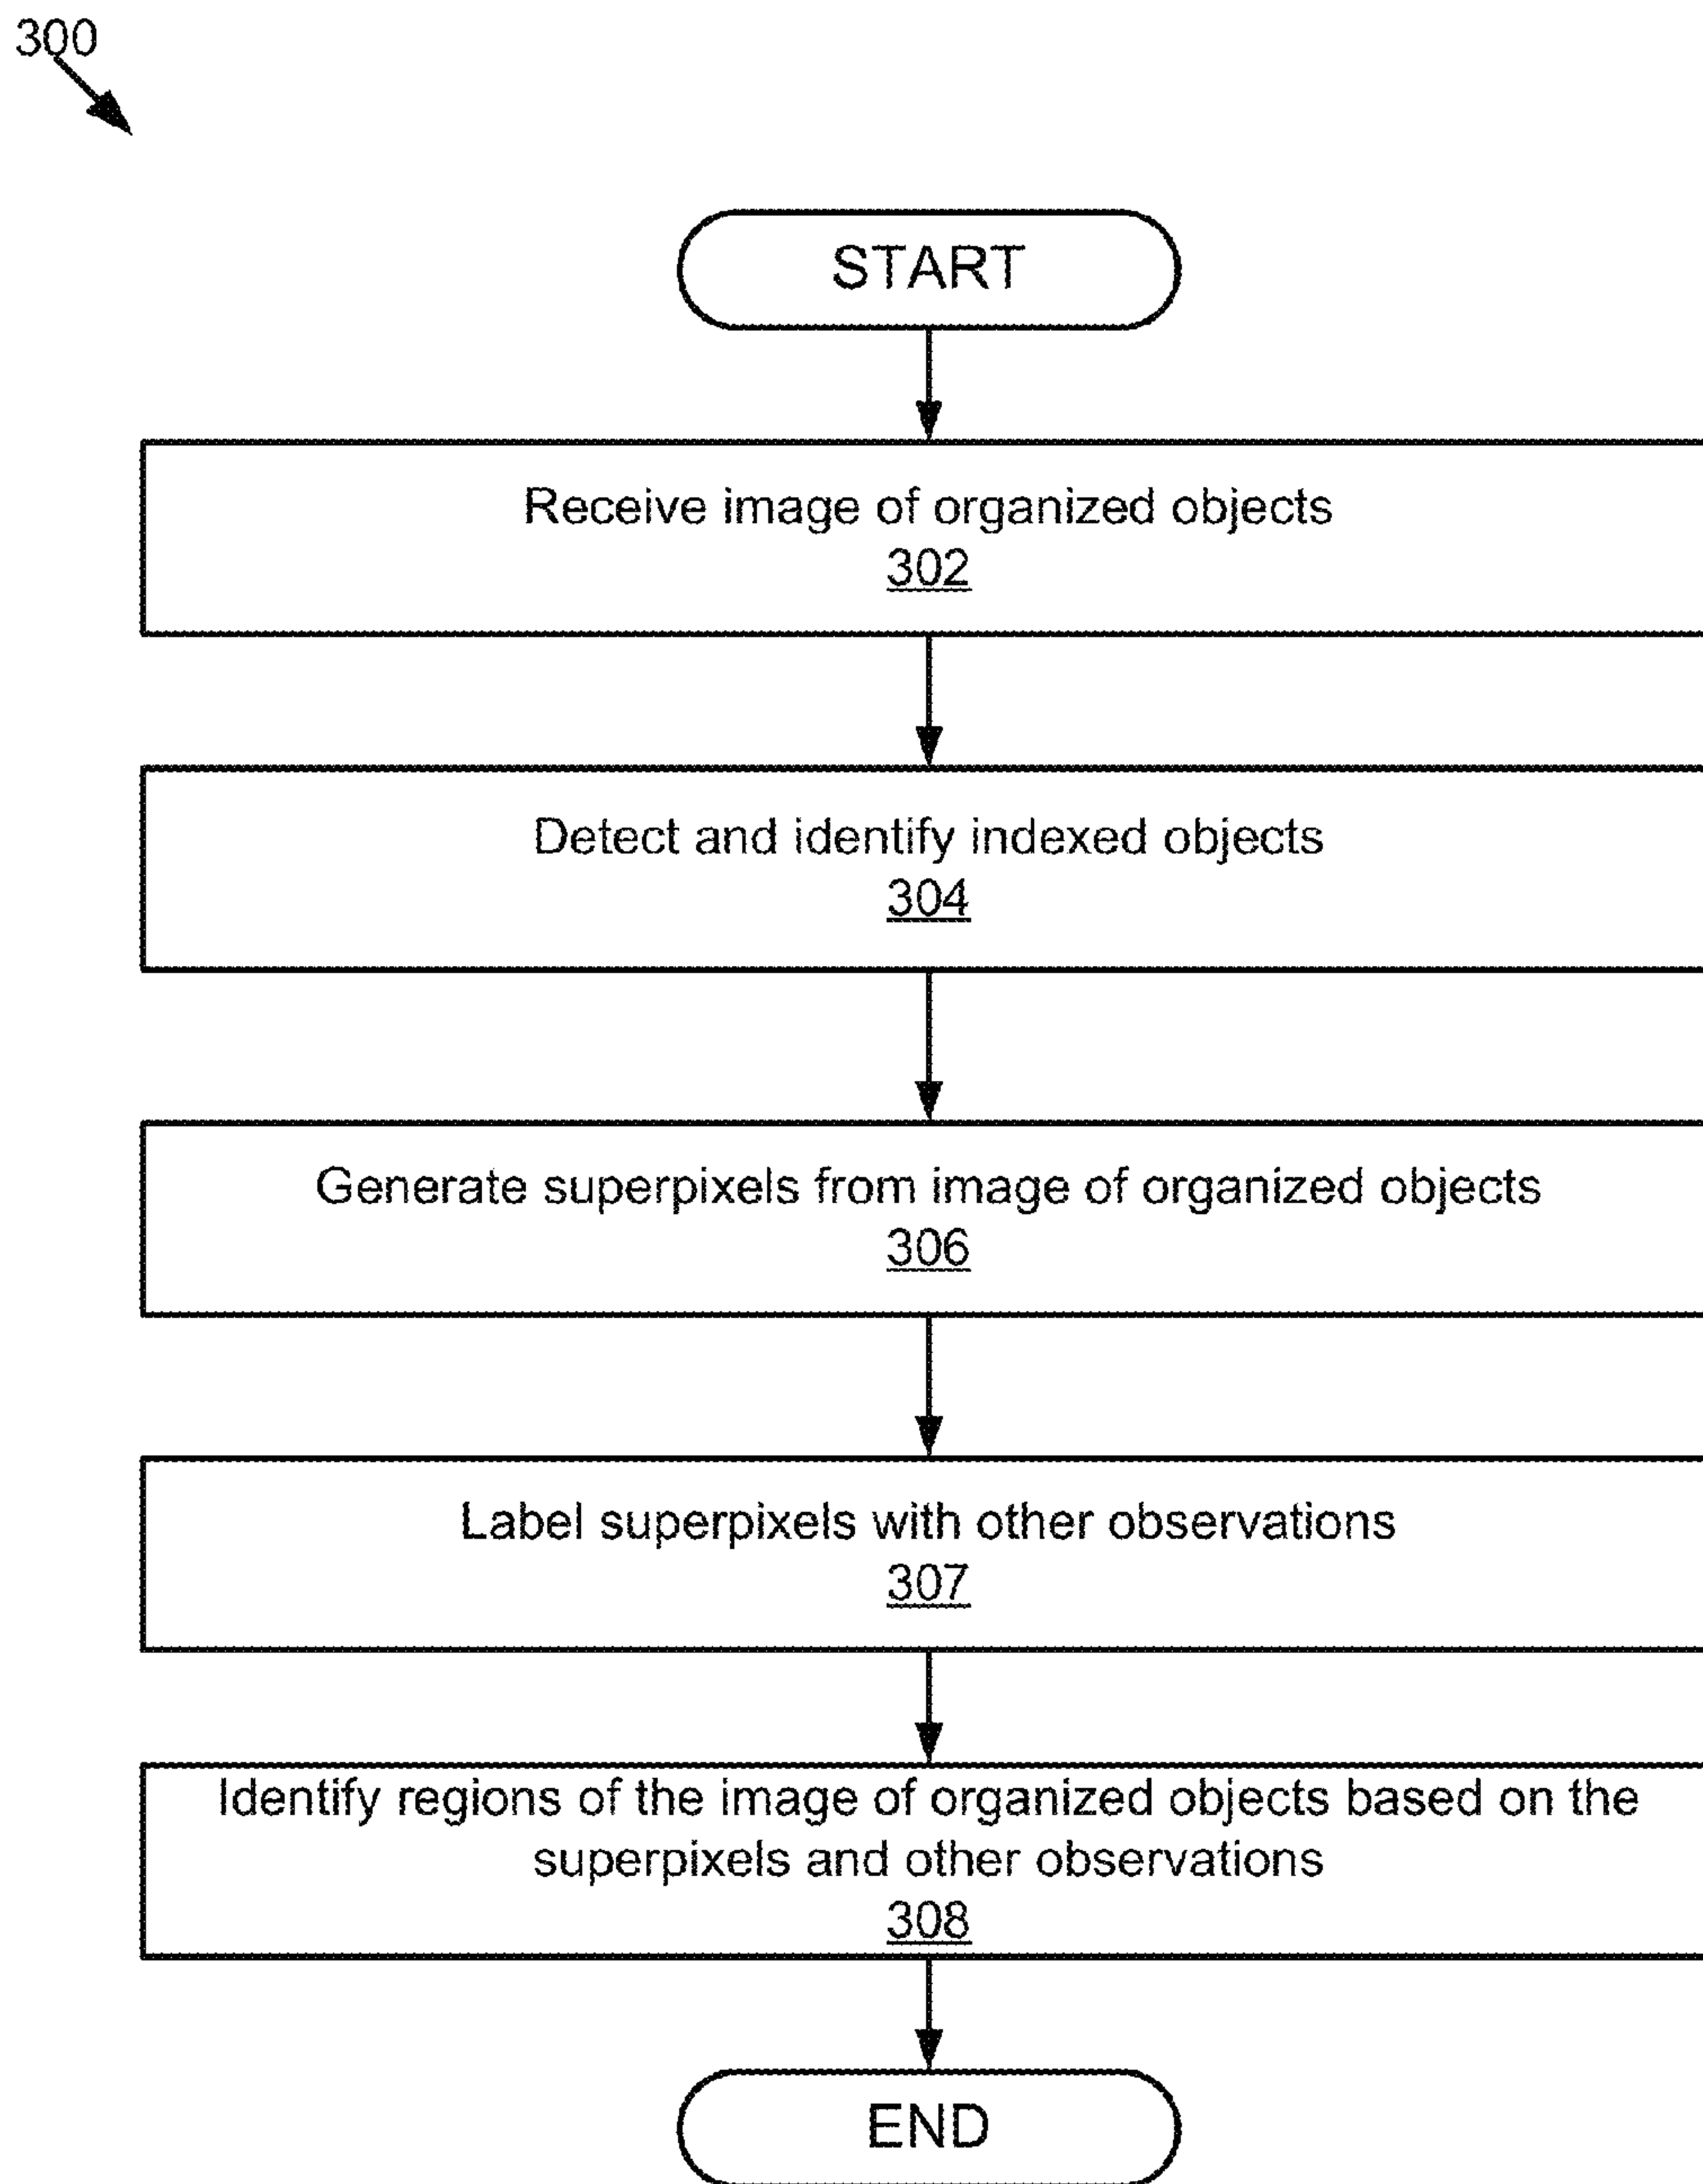 300
START
Receive image of organized objects
302
Detect and identify indexed objects
304
Generate superpixels from image of organized objects
306
Label superpixels with other observations
307
Identify regions of the image of organized objects based on the
superpixels and other observations
308
END